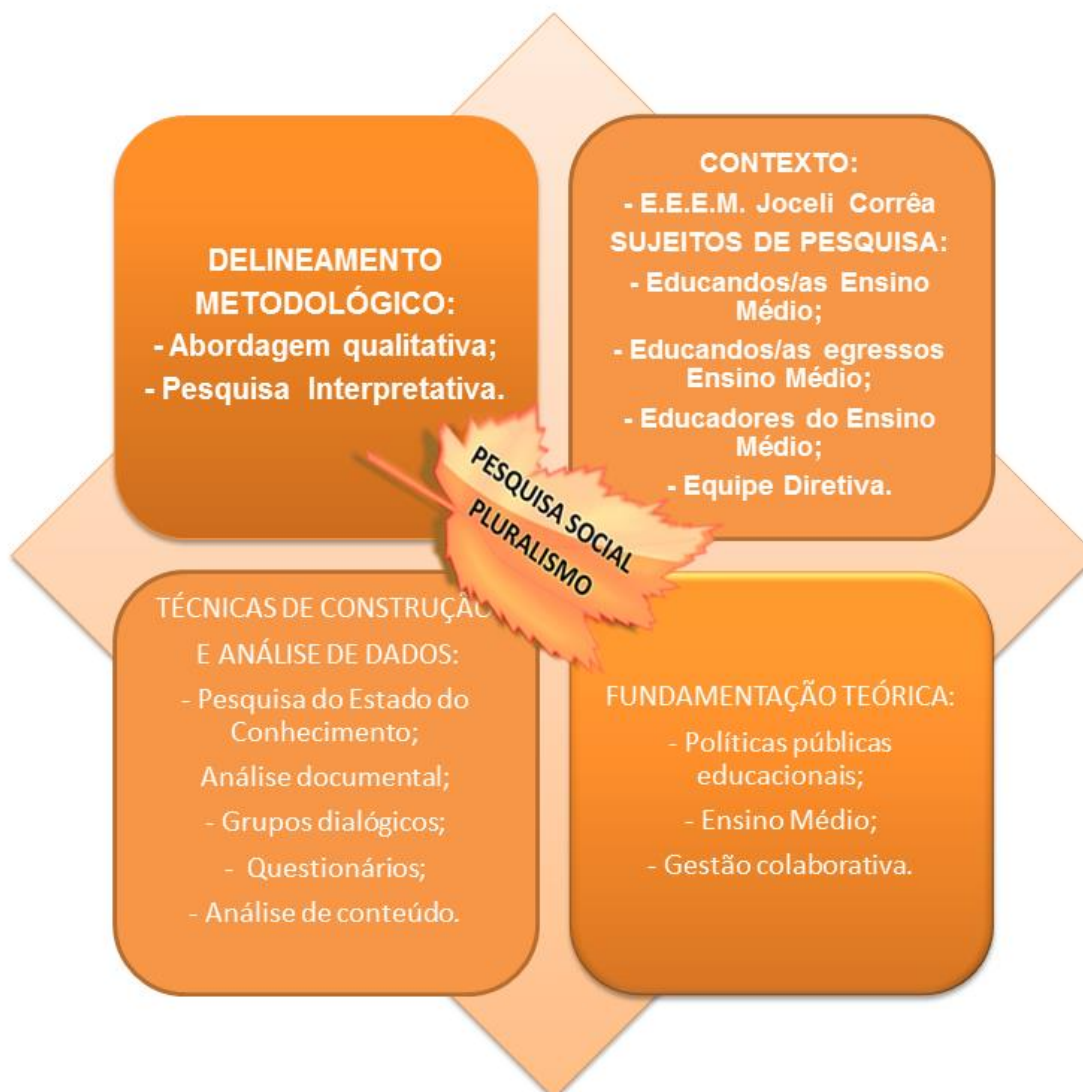 DELINEAMENTO
METODOLÓGICO:
- Abordagem qualitativa;
- Pesquisa Interpretativa.
CONTEXTO:
- E.E.E.M. Joceli Corrêa
SUJEITOS DE PESQUISA:
- Educandos/as Ensino
Médio;
- Educandos/as egressos
Ensino Médio;
- Educadores do Ensino
Médio;
- Equipe Diretiva.
PESQUISA SOCIAL
PLURALISMO
TÉCNICAS DE CONSTRUÇÃO
E ANÁLISE DE DADOS:
- Pesquisa do Estado do
Conhecimento;
Análise documental;
- Grupos dialógicos;
- Questionários;
- Análise de conteúdo.
FUNDAMENTAÇÃO TEÓRICA:
- Políticas públicas
educacionais;
- Ensino Médio;
- Gestão colaborativa.